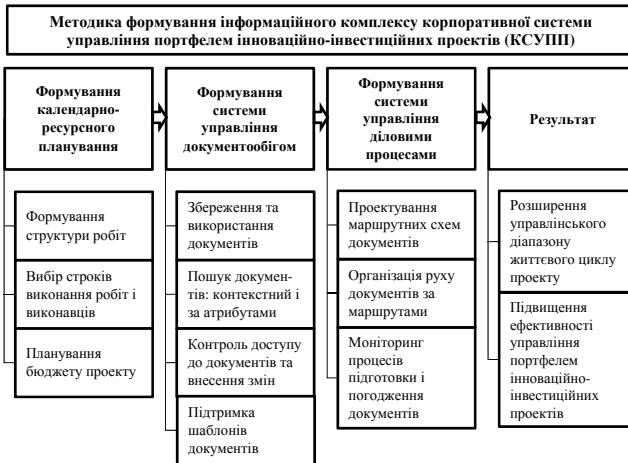 Методика формування інформаційного комплексу корпоративної системи
управління портфелем інноваційно-інвестиційних проектів (КСУПП)
Формування
календарно-
ресурсного
планування
Формування
системи
управління
документообігом
Формування
системи
управління
діловими
процесами
Результат
Формування
структури робіт
Вибір строків
виконання робіт і
виконавців
Планування
бюджету проекту
Збереження та
використання
документів
Пошук докумен-
тів: контекстний і
за атрибутами
Контроль доступу
до документів та
внесення змін
Підтримка
шаблонів
документів
Проектування
маршрутних схем
документів
Організація руху
документів за
маршрутами
Моніторинг
процесів
підготовки і
погодження
документів
Розширення
управлінського
діапазону
життєвого циклу
проекту
Підвищення
ефективності
управління
портфелем
інноваційно-
інвестиційних
проектів